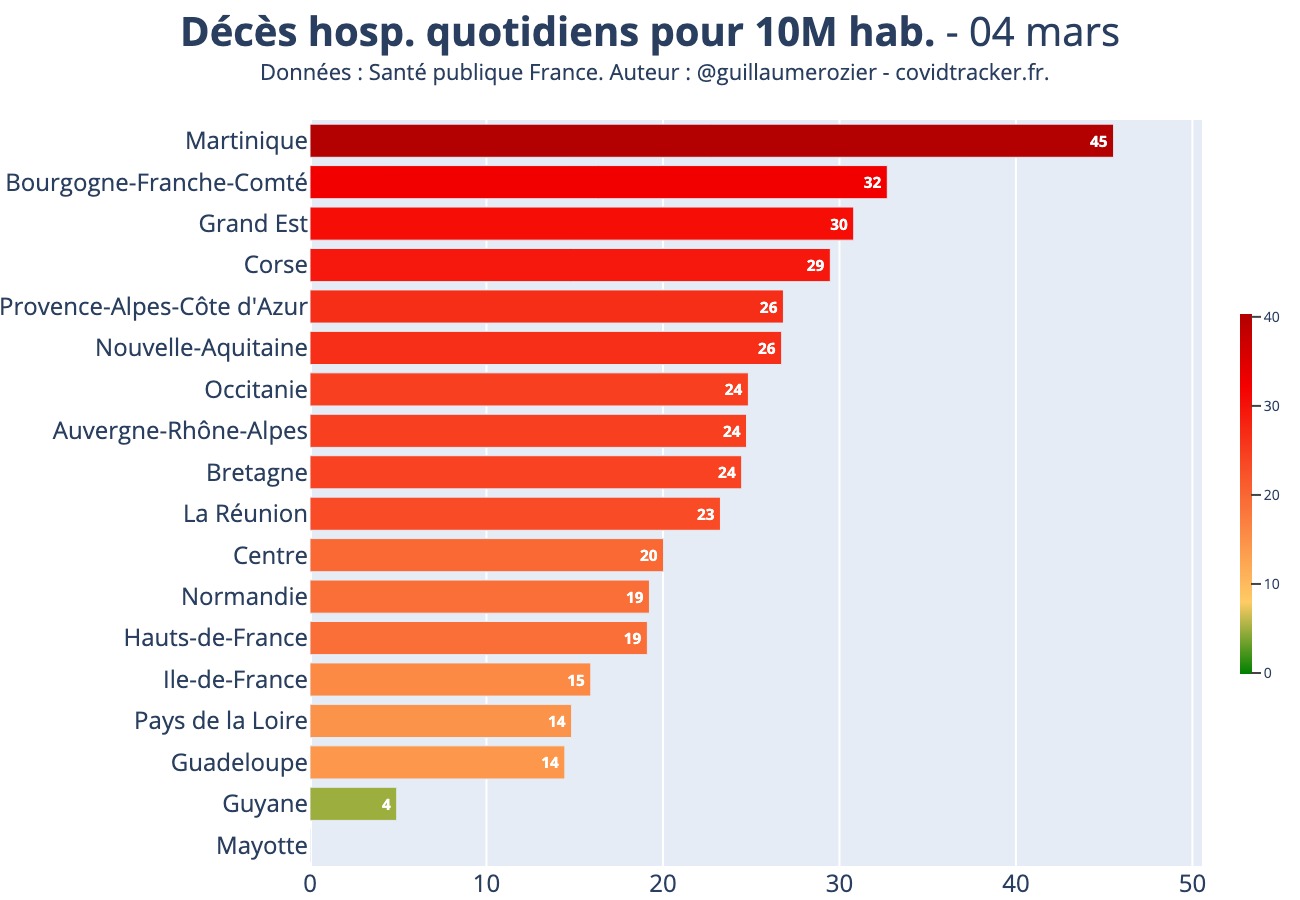 Décès hosp. quotidiens pour 10M hab. - 04 mars
Données : Santé publique France. Auteur : @guillaumerozier - covidtracker.fr.
Martinique 45
Bourgogne-Franche-Comté 32
Grand Est 30
Corse 29
Provence-Alpes-Côte d'Azur 26
Nouvelle-Aquitaine 26
Occitanie 24
Auvergne-Rhône-Alpes 24
Bretagne 24
La Réunion 23
Centre 20
Normandie 19
Hauts-de-France 19
Ile-de-France 15
Pays de la Loire 14
Guadeloupe 14
Guyane 4
Mayotte
0 10 20 30 40 50
40
30
20
10
0